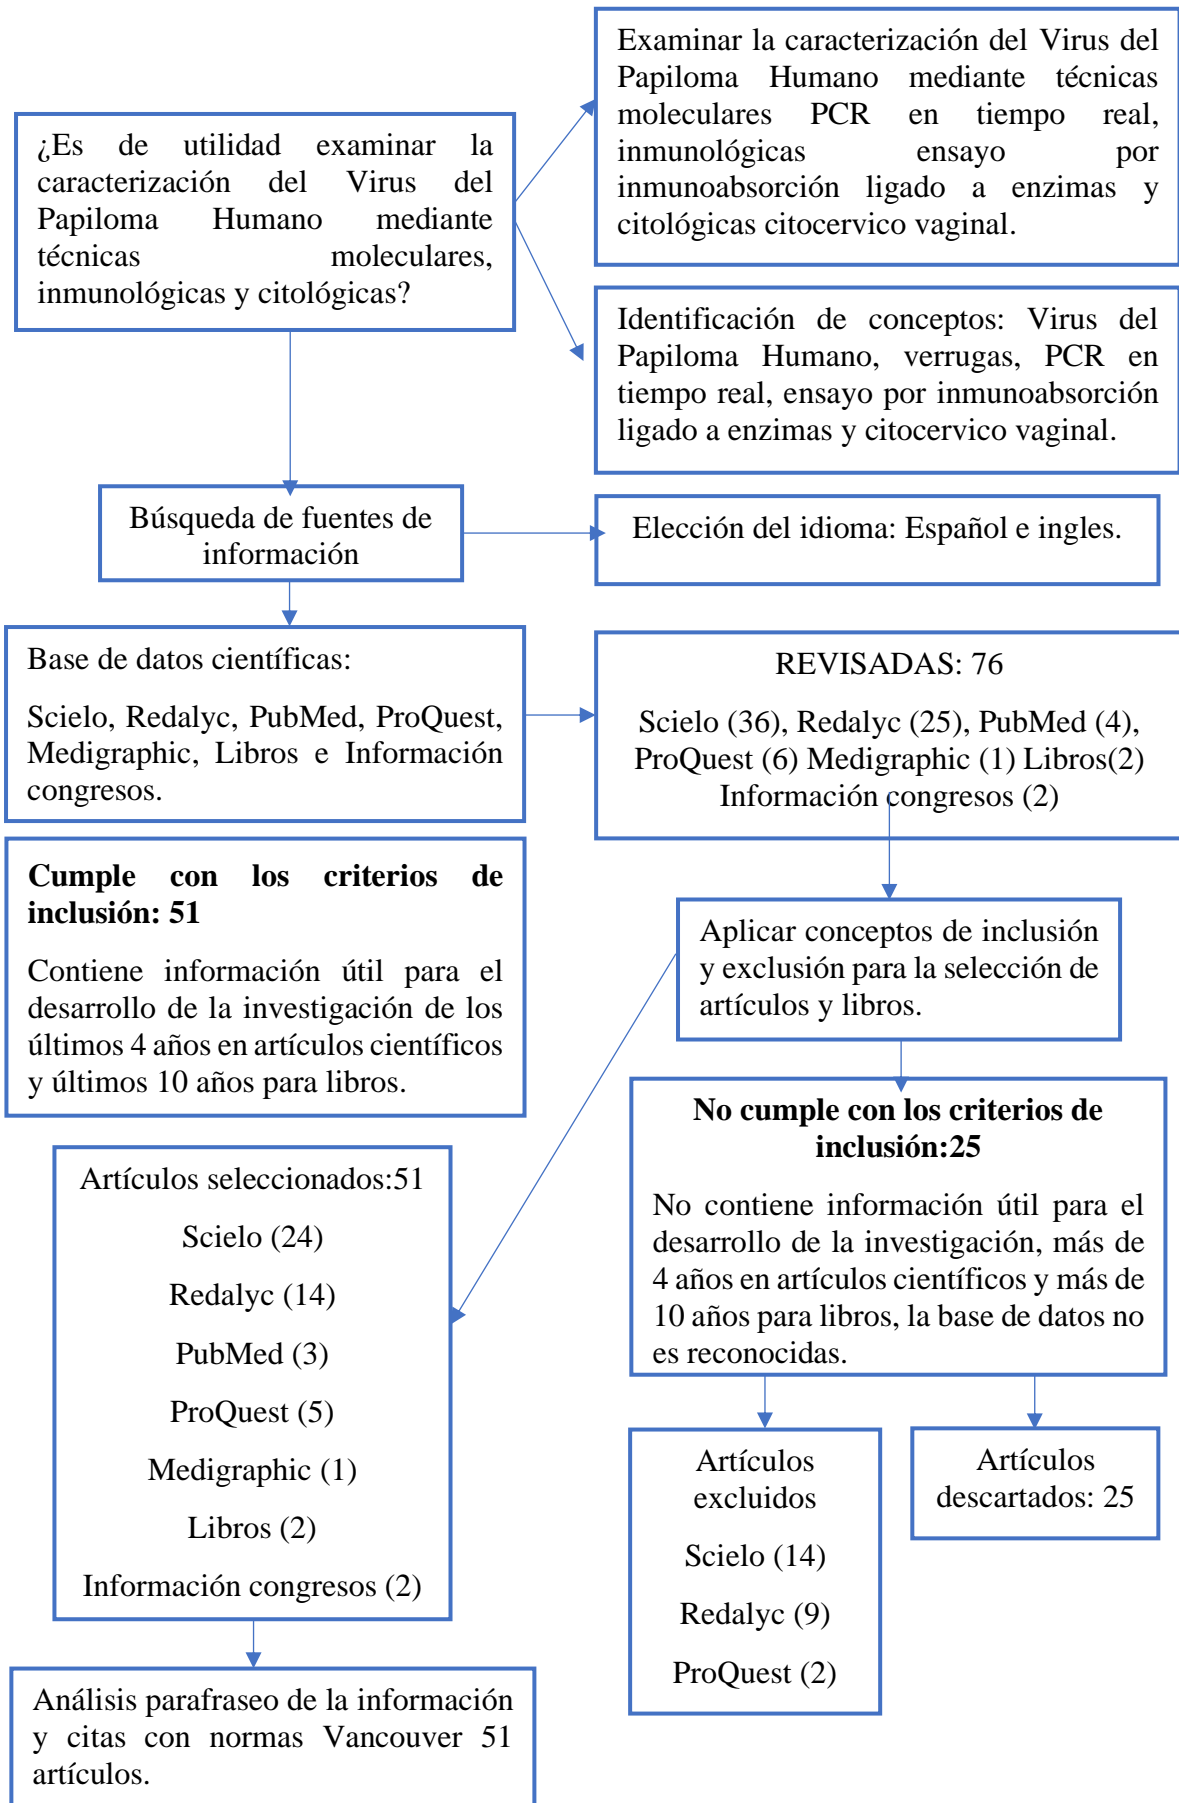 ¿Es de utilidad examinar la
caracterización del Virus del
Papiloma Humano mediante
técnicas moleculares,
inmunológicas y citológicas?
Examinar la caracterización del Virus del
Papiloma Humano mediante técnicas
moleculares PCR en tiempo real,
inmunológicas ensayo por
inmunoabsorción ligado a enzimas y
citológicas citocervico vaginal.
Identificación de conceptos: Virus del
Papiloma Humano, verrugas, PCR en
tiempo real, ensayo por inmunoabsorción
ligado a enzimas y citocervico vaginal.
Búsqueda de fuentes de
información
Elección del idioma: Español e ingles.
Base de datos científicas:
Scielo, Redalyc, PubMed, ProQuest,
Medigraphic, Libros e Información
congresos.
REVISADAS: 76
Scielo (36), Redalyc (25), PubMed (4),
ProQuest (6) Medigraphic (1) Libros(2)
Información congresos (2)
Cumple con los criterios de
inclusión: 51
Contiene información útil para el
desarrollo de la investigación de los
últimos 4 años en artículos científicos
y últimos 10 años para libros.
Aplicar conceptos de inclusión
y exclusión para la selección de
artículos y libros.
No cumple con los criterios de
inclusión:25
No contiene información útil para el
desarrollo de la investigación, más de
4 años en artículos científicos y más de
10 años para libros, la base de datos no
es reconocidas.
Artículos seleccionados:51
Scielo (24)
Redalyc (14)
PubMed (3)
ProQuest (5)
Medigraphic (1)
Libros (2)
Información congresos (2)
Artículos
excluidos
Scielo (14)
Redalyc (9)
ProQuest (2)
Artículos
descartados: 25
Análisis parafraseo de la información
y citas con normas Vancouver 51
artículos.